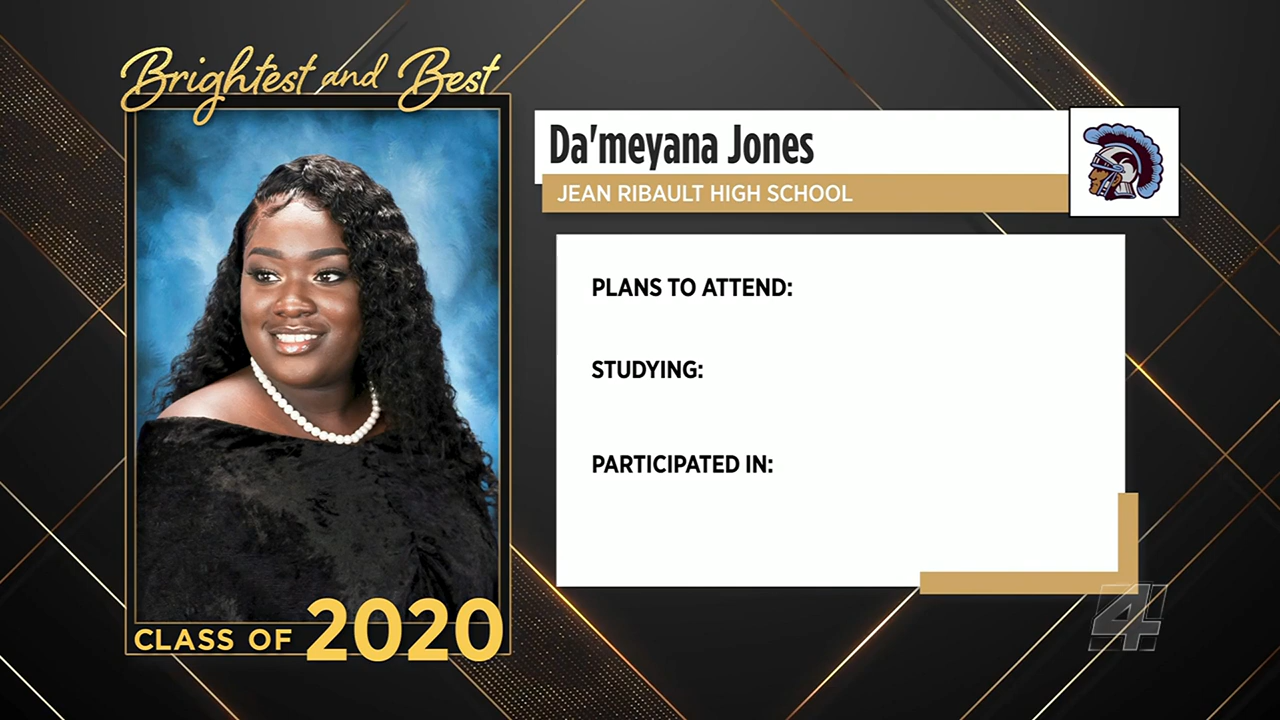 Brightest and Best
Da'meyana Jones
JEAN RIBAULT HIGH SCHOOL
PLANS TO ATTEND:
STUDYING:
PARTICIPATED IN:
CLASS OF 2020
4